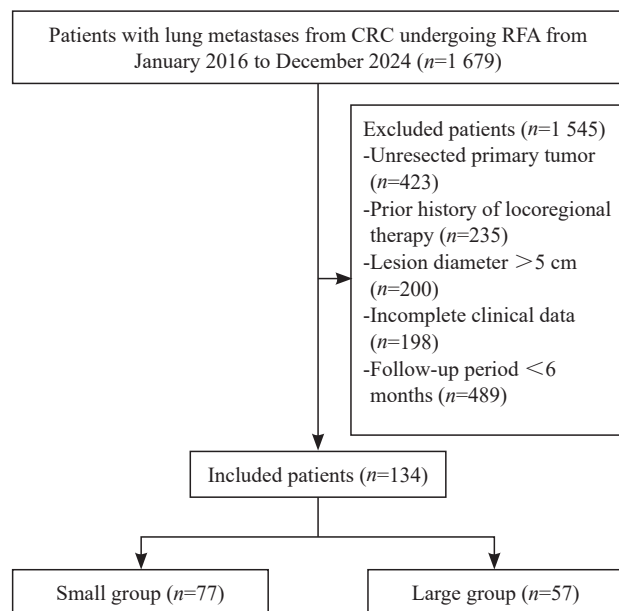 Patients with lung metastases from CRC undergoing RFA from
January 2016 to December 2024 (n=1 679)
Excluded patients (n=1 545)
-Unresected primary tumor
(n=423)
-Prior history of locoregional
therapy (n=235)
-Lesion diameter >5 cm
(n=200)
-Incomplete clinical data
(n=198)
-Follow-up period <6
months (n=489)
Included patients (n=134)
Small group (n=77)
Large group (n=57)